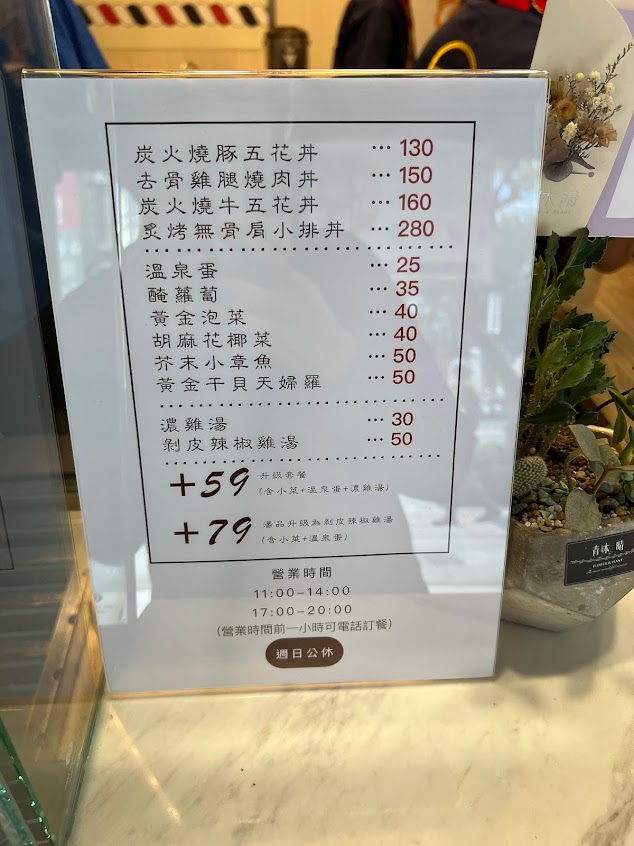 炭火燒豚五花丼 ··· 130
去骨雞腿燒肉丼 ··· 150
炭火燒牛五花丼 ··· 160
炙烤無骨肩小排丼 ··· 280
溫泉蛋 ··· 25
醃蘿蔔 ··· 35
黃金泡菜 ··· 40
胡麻花椰菜 ··· 40
芥末小章魚 ··· 50
黃金干貝天婦羅 ··· 50
濃雞湯 ··· 30
剝皮辣椒雞湯 ··· 50
+59 升級套餐
(含小菜+溫泉蛋+濃雞湯)
+79 湯品升級為剝皮辣椒雞湯
(含小菜+溫泉蛋)
營業時間
11:00–14:00
17:00–20:00
(營業時間前一小時可電話訂餐)
週日公休
FLOWER & PLANT